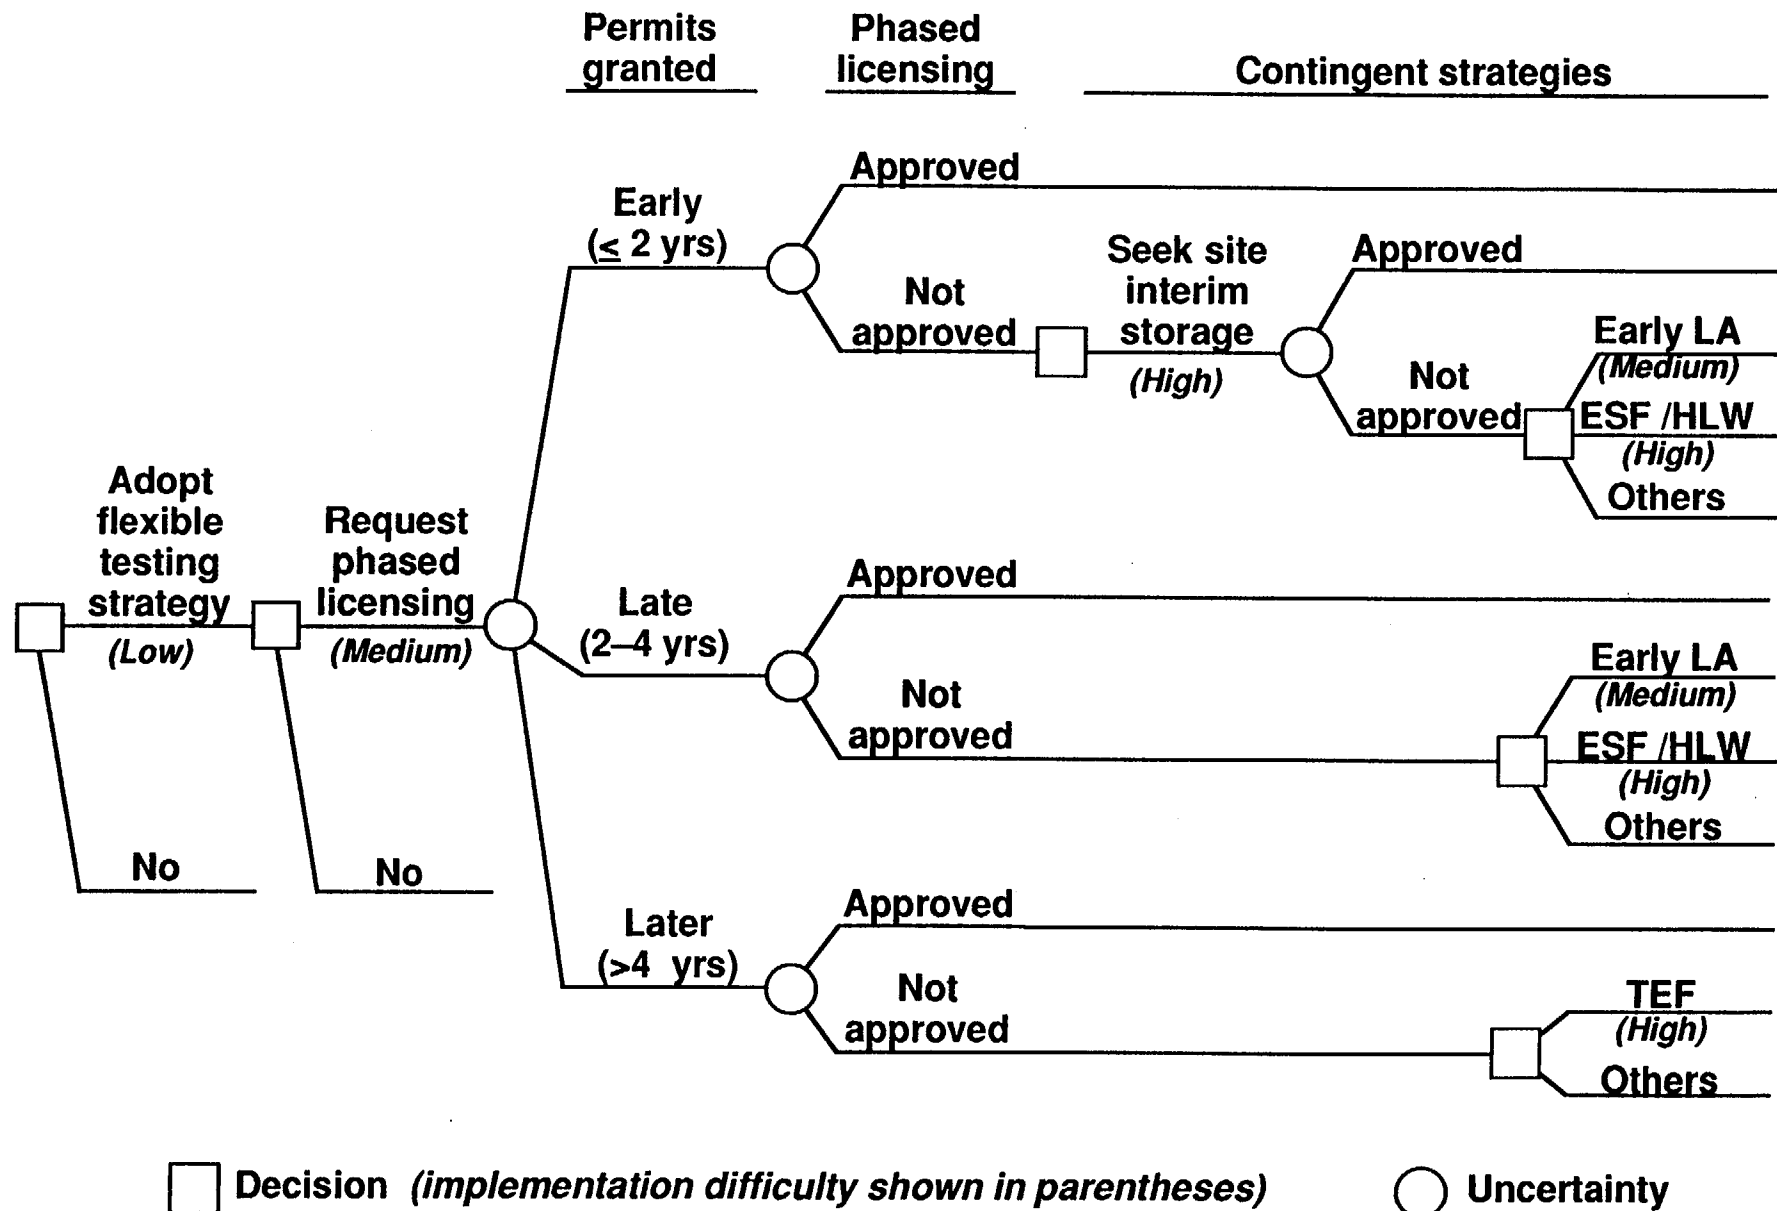 Permits
granted
Phased
licensing
Contingent strategies
Approved
Early
(≤ 2 yrs)
Not
approved
Seek site
interim
storage
(High)
Approved
Not
approved
Early LA
(Medium)
ESF /HLW
(High)
Others
Adopt
flexible
testing
strategy
(Low)
Request
phased
licensing
(Medium)
Late
(2–4 yrs)
Approved
Not
approved
Early LA
(Medium)
ESF /HLW
(High)
Others
No
No
Later
(>4 yrs)
Approved
Not
approved
TEF
(High)
Others
Decision (implementation difficulty shown in parentheses)
Uncertainty